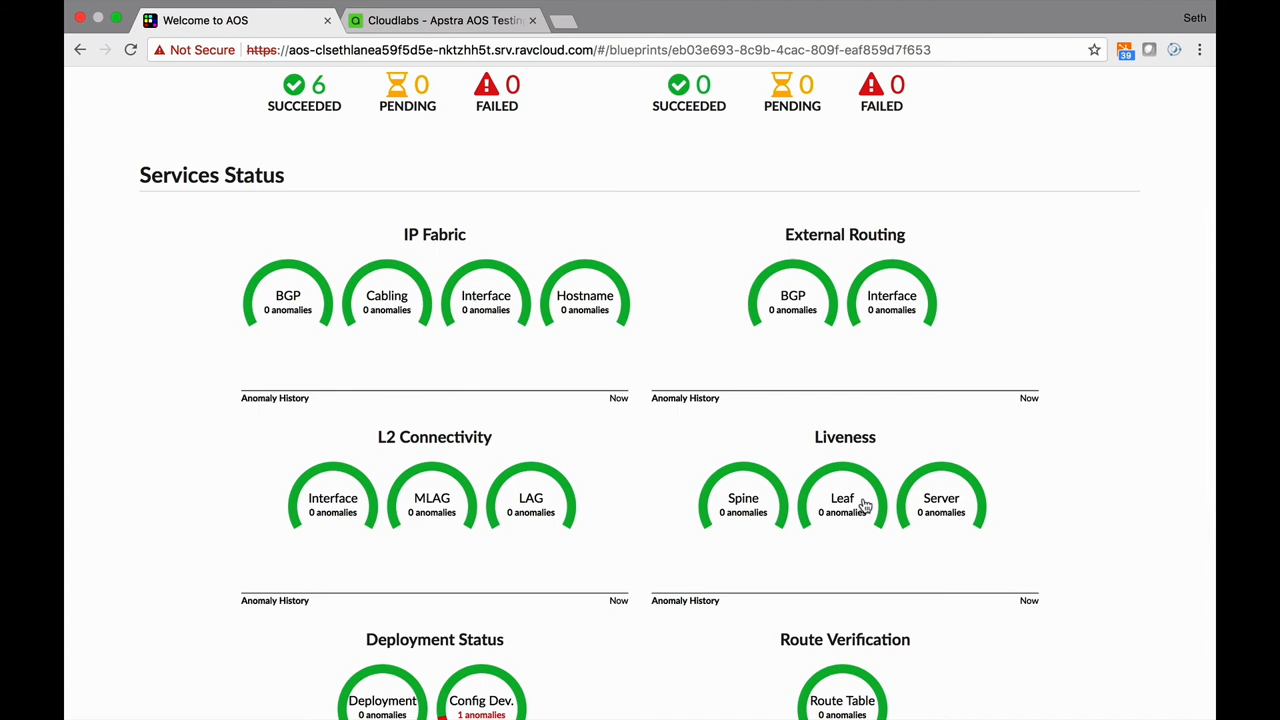 Welcome to AOS
Cloudlabs - Apstra AOS Testin
Seth
Not Secure
https://aos-clsethlanea59f5d5e-nktzhh5t.srv.ravcloud.com/#/blueprints/eb03e693-8c9b-4cac-809f-eaf859d7f653
39
6 0 0 0 0 0
SUCCEEDED PENDING FAILED SUCCEEDED PENDING FAILED
Services Status
IP Fabric
BGP Cabling Interface Hostname
0 anomalies 0 anomalies 0 anomalies 0 anomalies
Anomaly History Now
External Routing
BGP Interface
0 anomalies 0 anomalies
Anomaly History Now
L2 Connectivity
Interface MLAG LAG
0 anomalies 0 anomalies 0 anomalies
Anomaly History Now
Liveness
Spine Leaf Server
0 anomalies 0 anomalies 0 anomalies
Anomaly History Now
Deployment Status
Deployment Config Dev.
0 anomalies 1 anomalies
Route Verification
Route Table
0 anomalies